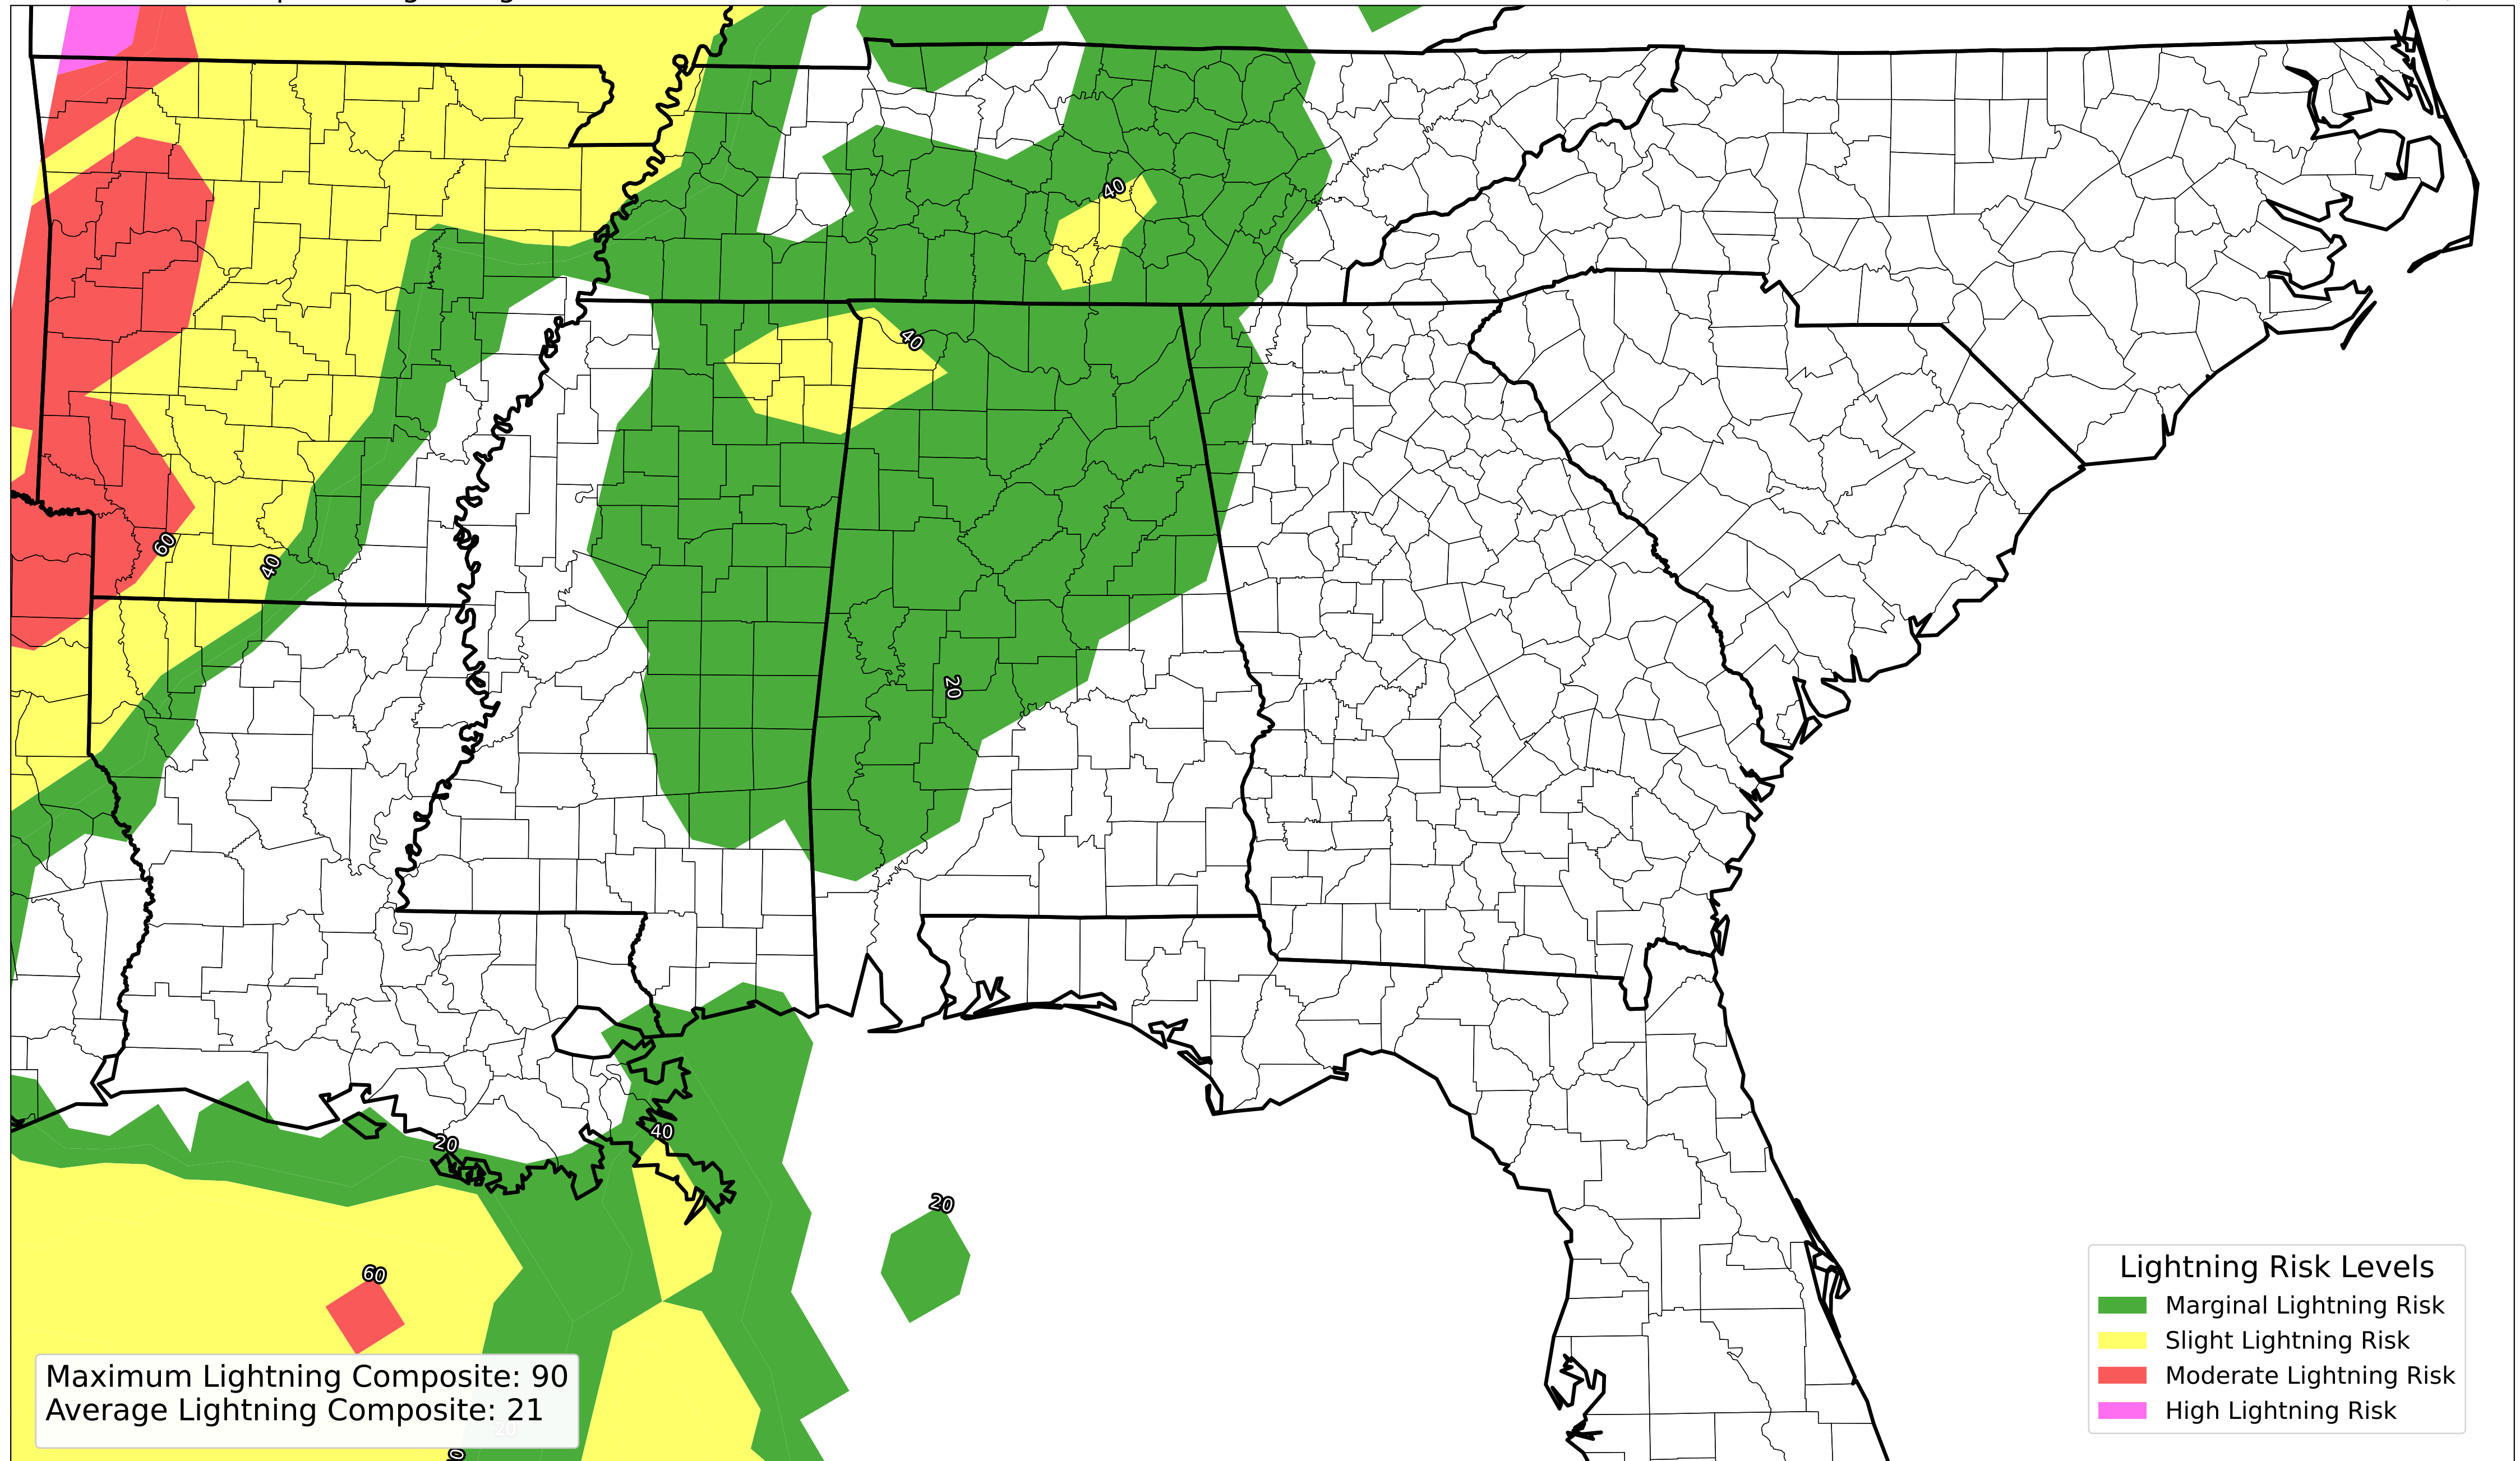 40
40
60
40
20
40
20
20
60
Lightning Risk Levels
Marginal Lightning Risk
Slight Lightning Risk
Moderate Lightning Risk
High Lightning Risk
Maximum Lightning Composite: 90
Average Lightning Composite: 21
20